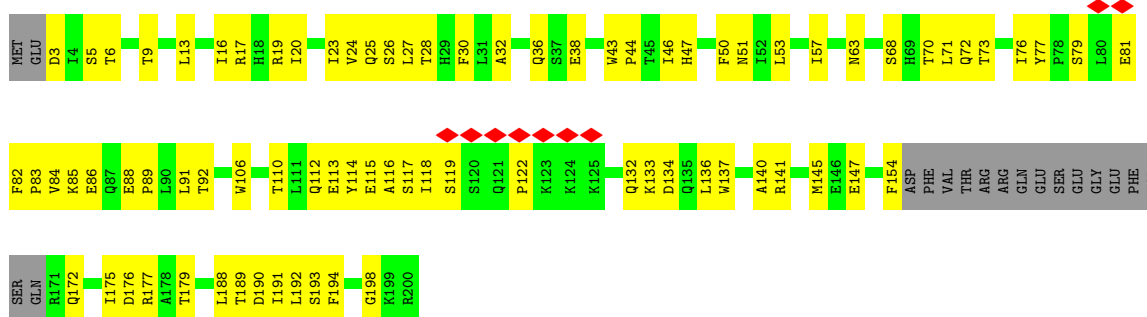 MET GLU D3 I4 S5 T6 T9 L13 I16 R17 H18 R19 I20 I23 V24 Q25 S26 L27 T28 H29 F30 L31 A32 Q36 S37 E38 W43 P44 T45 I46 H47 F50 N51 I52 L53 I57 N63 S68 H69 T70 L71 Q72 T73 I76 Y77 P78 S79 L80 E81
F82 P83 V84 K85 E86 Q87 E88 P89 L90 L91 T92 W106 T110 L111 Q112 E113 Y114 E115 A116 S117 I118 S119 S120 Q121 P122 K123 K124 K125 Q132 K133 D134 Q135 L136 W137 A140 R141 M145 E146 E147 F154 ASP PHE VAL THR ARG ARG GLN GLU SER GLU GLY GLU PHE
SER GLN R171 Q172 I175 D176 R177 A178 T179 L188 T189 D190 I191 L192 S193 F194 G198 K199 R200